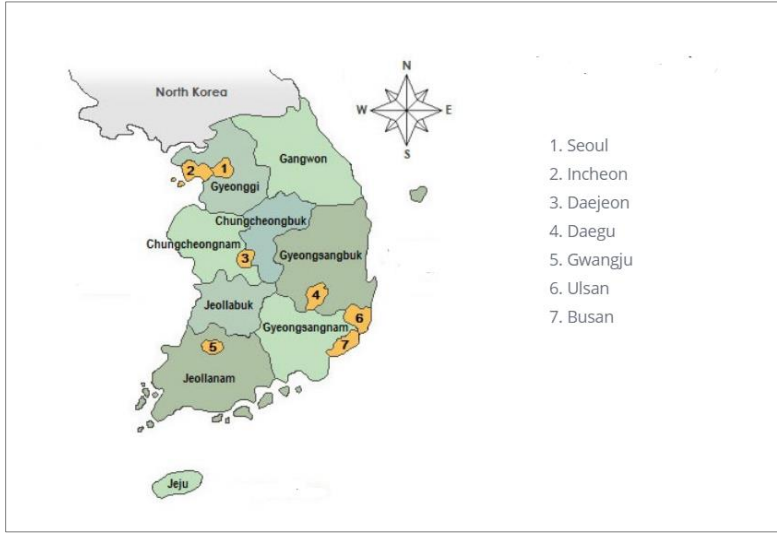 N
North Korea
W E
S
Gangwon
1. Seoul
2 1
2. Incheon
Gyeonggi
3. Daejeon
Chungcheongbuk
4. Daegu
Chungcheongnam
Gyeongsangbuk
3
5. Gwangju
6. Ulsan
4
Jeollabuk
7. Busan
6
Gyeongsangnam
5
7
Jeollanam
Jeju